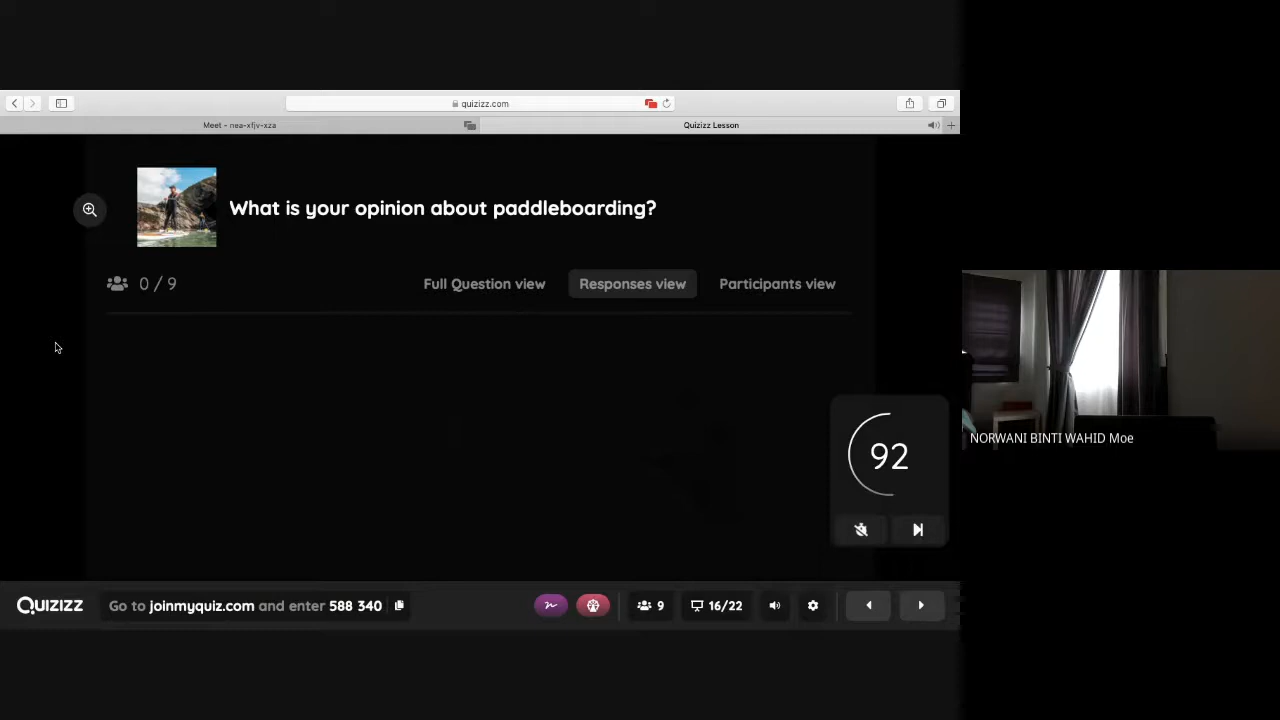 quizizz.com
Meet - nea-xfjv-xza
Quizizz Lesson
What is your opinion about paddleboarding?
0 / 9
Full Question view
Responses view
Participants view
92
NORWANI BINTI WAHID Moe
QUIZIZZ
Go to joinmyquiz.com and enter 588 340
9
16/22